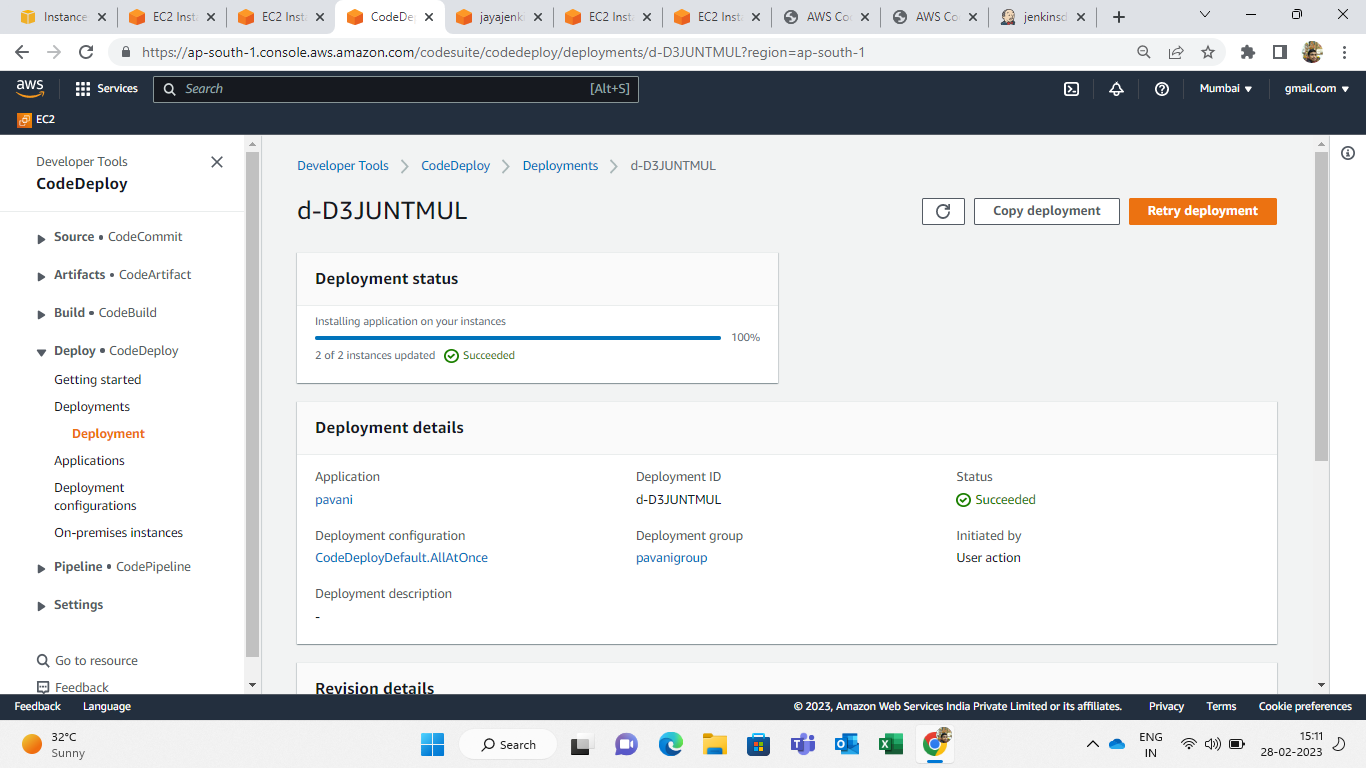 Instance
EC2 Inst
EC2 Inst
CodeDe
jayajenk
EC2 Inst
EC2 Inst
AWS Co
AWS Co
jenkinsd
https://ap-south-1.console.aws.amazon.com/codesuite/codedeploy/deployments/d-D3JUNTMUL?region=ap-south-1
aws
Services
Search
[Alt+S]
Mumbai
gmail.com
EC2
Developer Tools
CodeDeploy
Source • CodeCommit
Artifacts • CodeArtifact
Build • CodeBuild
Deploy • CodeDeploy
Getting started
Deployments
Deployment
Applications
Deployment
configurations
On-premises instances
Pipeline • CodePipeline
Settings
Go to resource
Feedback
Developer Tools
CodeDeploy
Deployments
d-D3JUNTMUL
d-D3JUNTMUL
Copy deployment
Retry deployment
Deployment status
Installing application on your instances
100%
2 of 2 instances updated
Succeeded
Deployment details
Application
pavani
Deployment ID
d-D3JUNTMUL
Status
Succeeded
Deployment configuration
CodeDeployDefault.AllAtOnce
Deployment group
pavanigroup
Initiated by
User action
Deployment description
-
Revision details
Feedback
Language
© 2023, Amazon Web Services India Private Limited or its affiliates.
Privacy
Terms
Cookie preferences
32°C
Sunny
Search
ENG
IN
15:11
28-02-2023